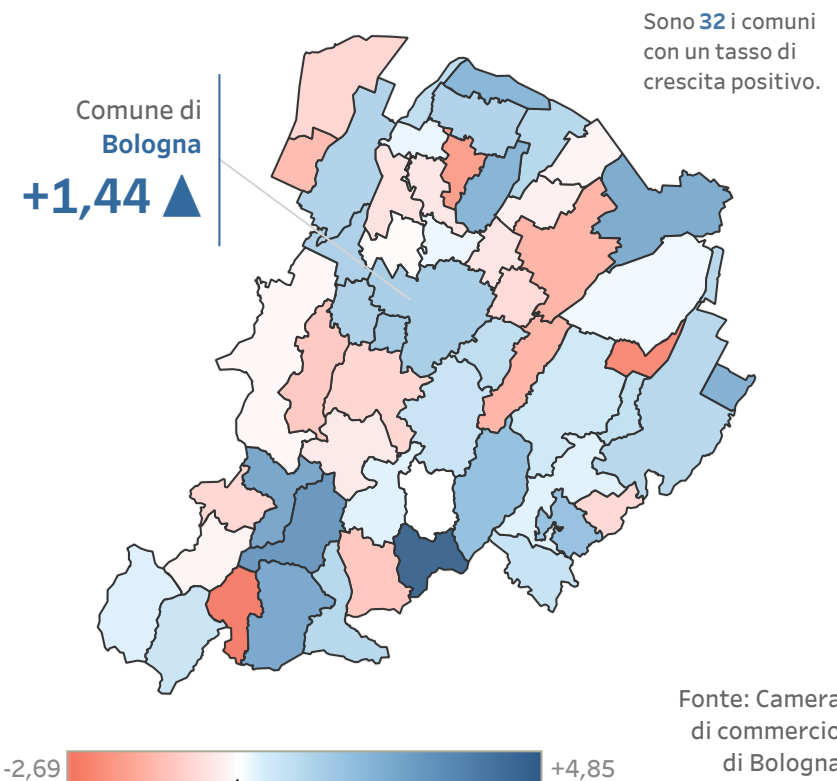 Sono 32 i comuni
con un tasso di
crescita positivo.
Comune di
Bologna
+1,44
Fonte: Camera
di commercio
di Bologna
-2,69
+4,85